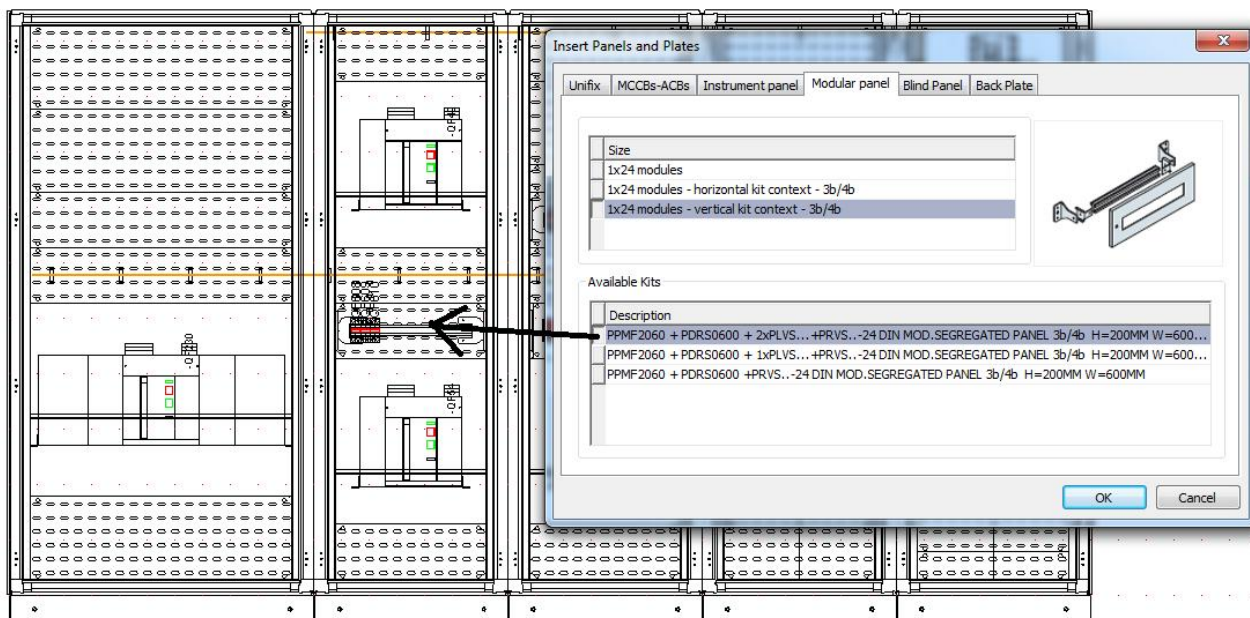 Insert Panels and Plates
Unifix
MCCBs-ACBs
Instrument panel
Modular panel
Blind Panel
Back Plate
Size
1x24 modules
1x24 modules - horizontal kit context - 3b/4b
1x24 modules - vertical kit context - 3b/4b
Available Kits
Description
PPMF2060 + PDRS0600 + 2xPLVS...+PRVS..-24 DIN MOD.SEGREGATED PANEL 3b/4b H=200MM W=600...
PPMF2060 + PDRS0600 + 1xPLVS...+PRVS..-24 DIN MOD.SEGREGATED PANEL 3b/4b H=200MM W=600...
PPMF2060 + PDRS0600 +PRVS..-24 DIN MOD.SEGREGATED PANEL 3b/4b H=200MM W=600MM
OK
Cancel